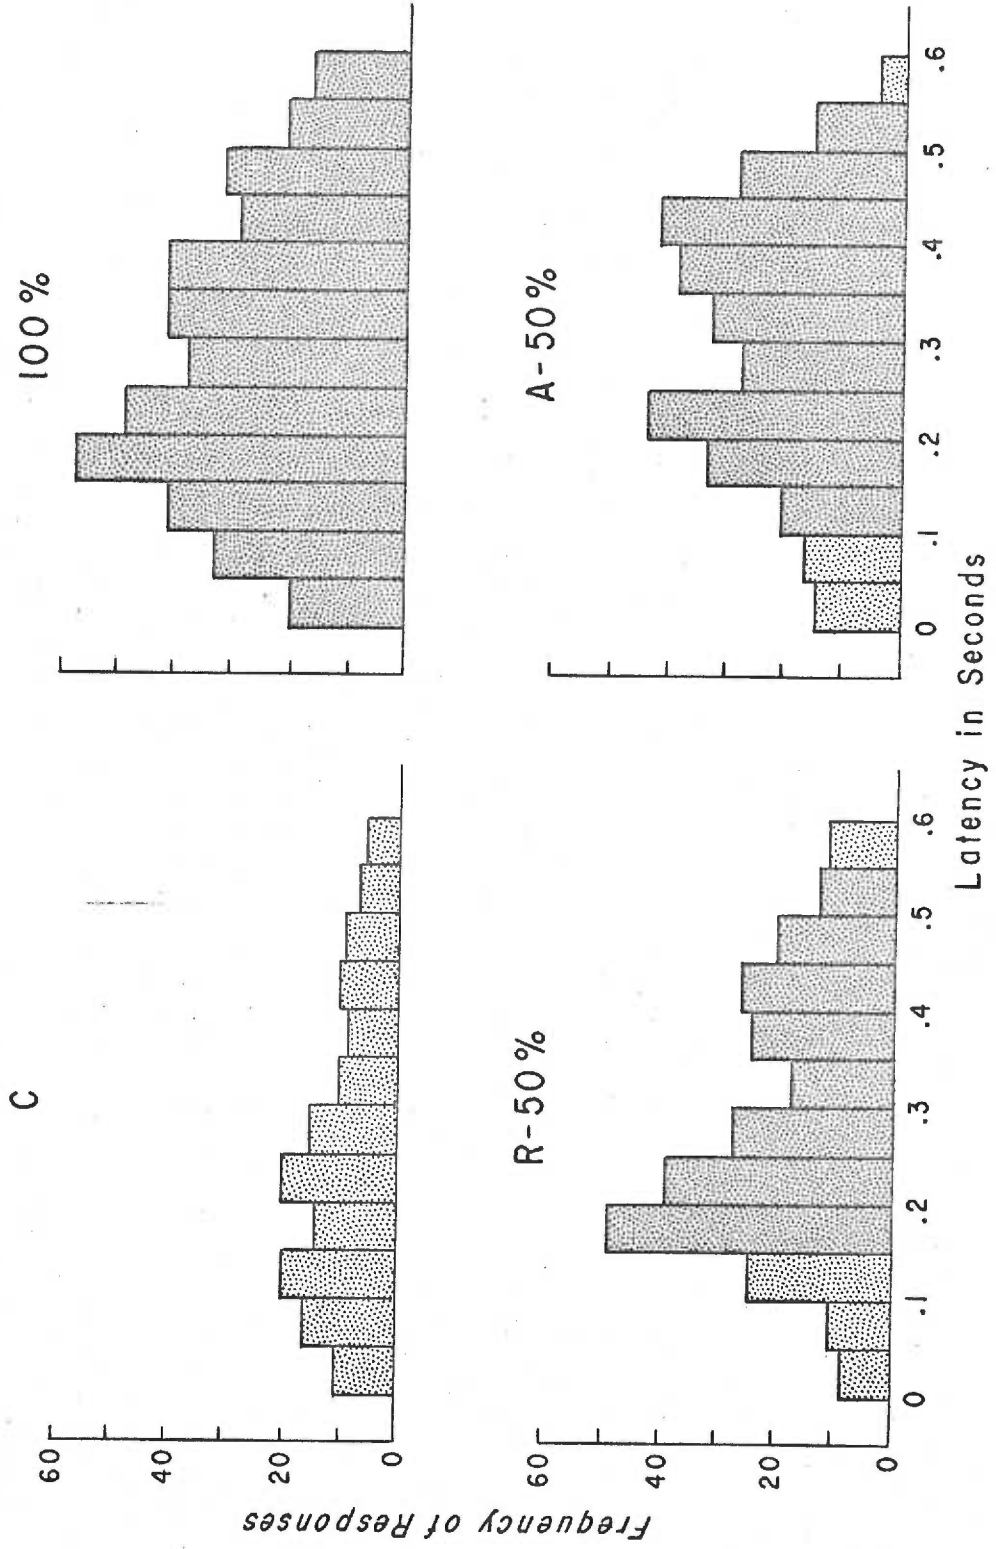 C
100%
60
40
20
0
R-50%
A-50%
60
40
20
0
0 .1 .2 .3 .4 .5 .6
0 .1 .2 .3 .4 .5 .6
Frequency of Responses
Latency in Seconds